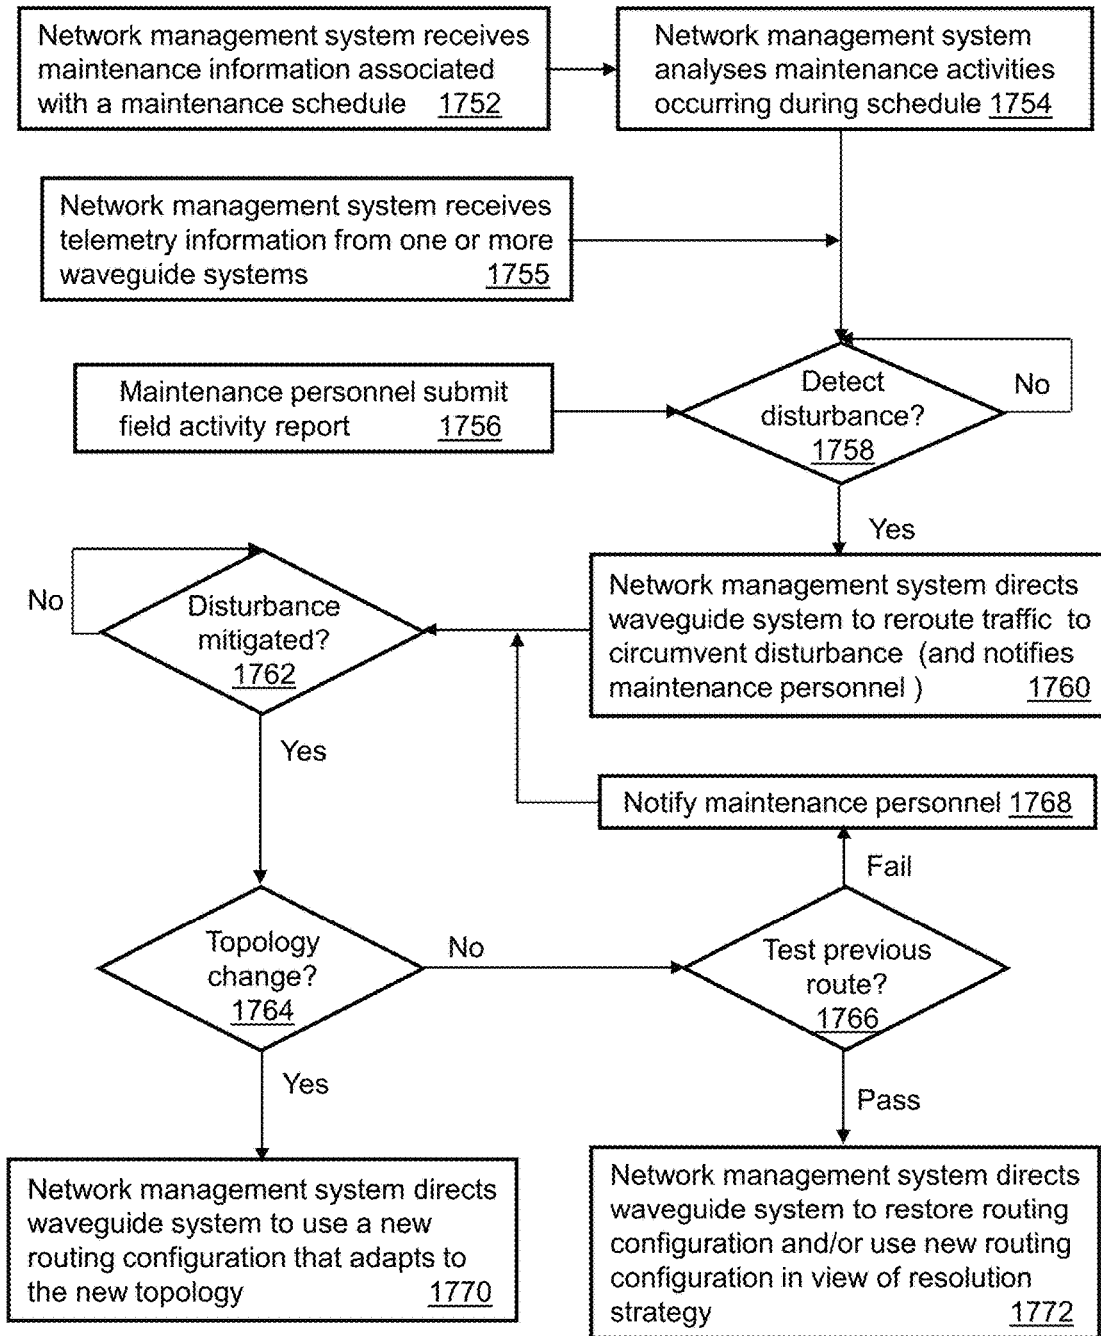 Network management system receives
maintenance information associated
with a maintenance schedule 1752
Network management system
analyses maintenance activities
occurring during schedule 1754
Network management system receives
telemetry information from one or more
waveguide systems 1755
Maintenance personnel submit
field activity report 1756
Detect
disturbance?
1758
No
Yes
Network management system directs
waveguide system to reroute traffic to
circumvent disturbance (and notifies
maintenance personnel ) 1760
No
Disturbance
mitigated?
1762
Yes
Notify maintenance personnel 1768
Fail
Topology
change?
1764
No
Test previous
route?
1766
Yes
Pass
Network management system directs
waveguide system to use a new
routing configuration that adapts to
the new topology 1770
Network management system directs
waveguide system to restore routing
configuration and/or use new routing
configuration in view of resolution
strategy 1772